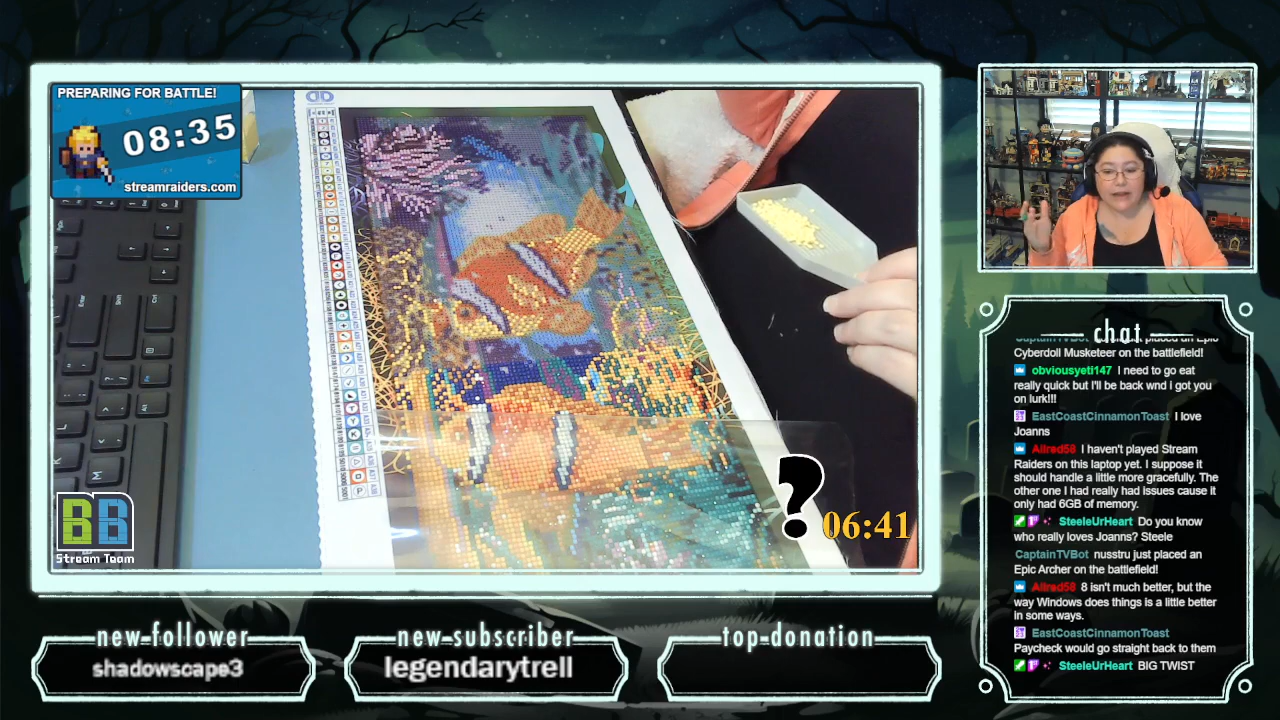 PREPARING FOR BATTLE!
08:35
streamraiders.com
BB
Stream Team
?
06:41
chat
Cyberdoll Musketeer on the battlefield!
obviousyeti147 I need to go eat
really quick but I'll be back wnd i got you
on lurk!!!
EastCoastCinnamonToast I love
Joanns
Allred58 I haven't played Stream
Raiders on this laptop yet. I suppose it
should handle a little more gracefully. The
other one I had really had issues cause it
only had 6GB of memory.
SteeleUrHeart Do you know
who really loves Joanns? Steele
CaptainTVBot nusstru just placed an
Epic Archer on the battlefield!
Allred58 8 isn't much better, but the
way Windows does things is a little better
in some ways.
EastCoastCinnamonToast
Paycheck would go straight back to them
SteeleUrHeart BIG TWIST
new follower
shadowscape3
new subscriber
legendarytrell
top donation